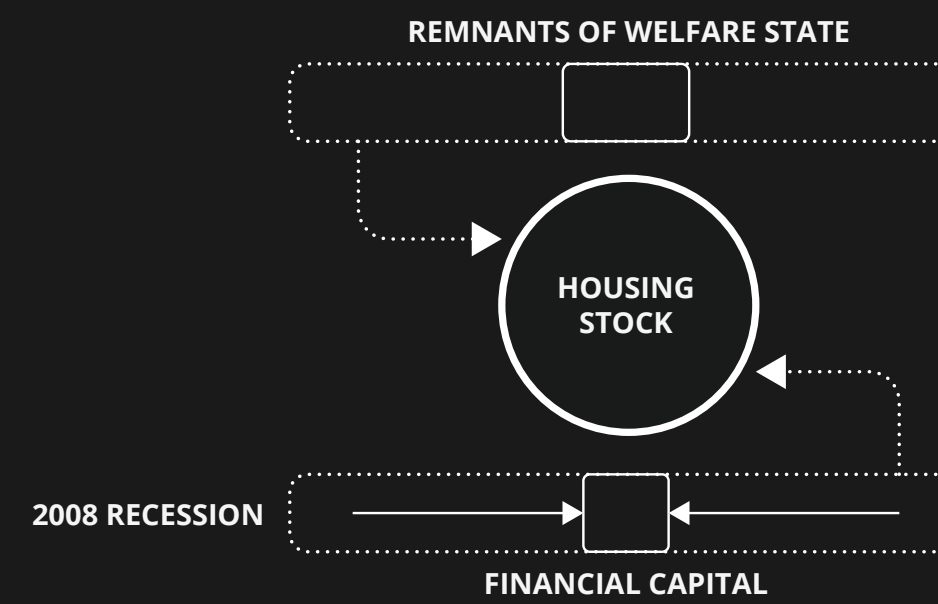 REMNANTS OF WELFARE STATE
HOUSING
STOCK
2008 RECESSION
FINANCIAL CAPITAL